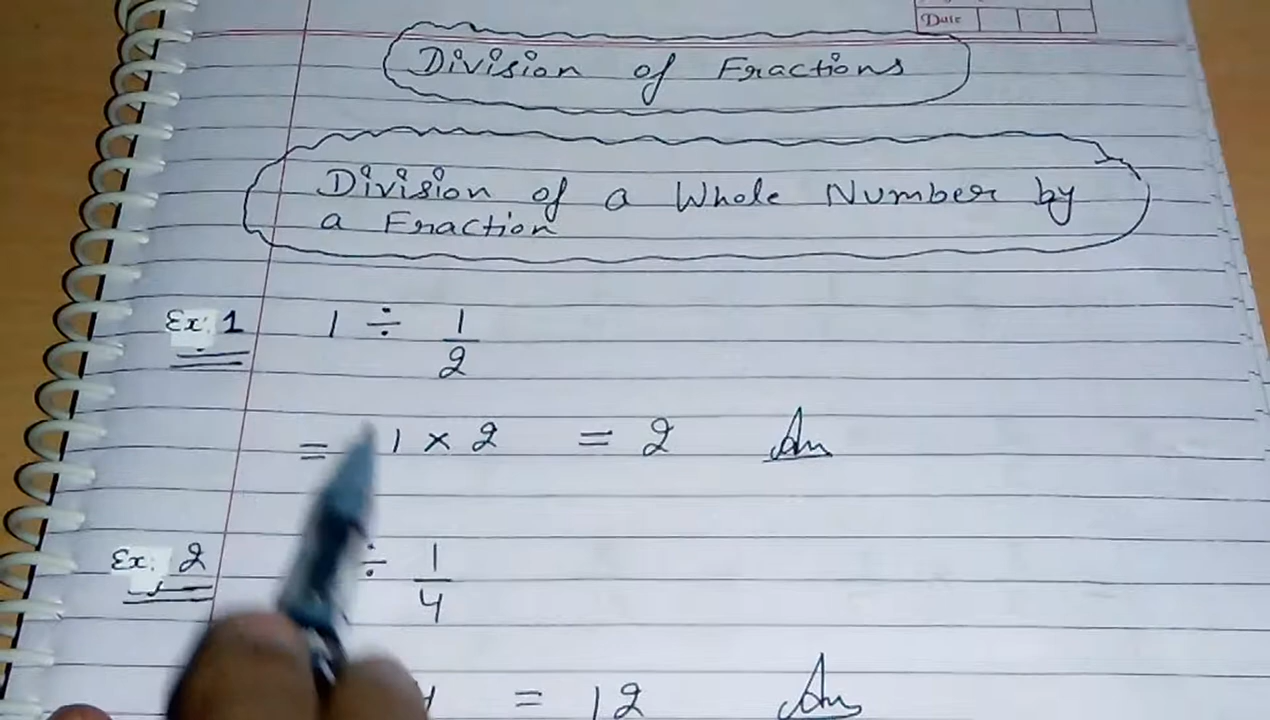 Date
Division of Fractions
Division of a Whole Number by
a Fraction
Ex: 1 1 ÷ 1/2
= 1 × 2 = 2 Ans
Ex: 2 ÷ 1/4
= 12 Ans